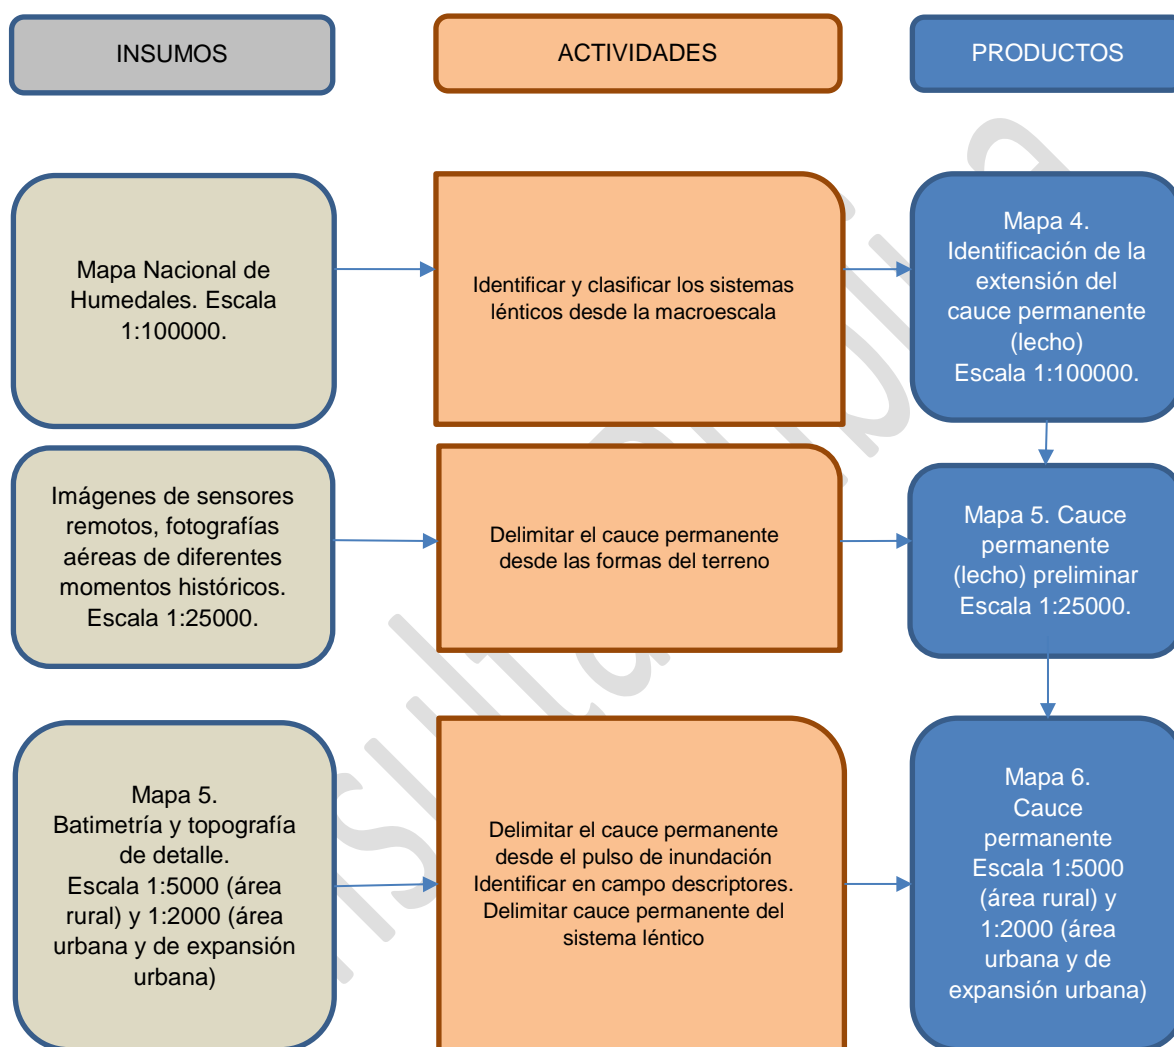 INSUMOS
ACTIVIDADES
PRODUCTOS
Mapa Nacional de
Humedales. Escala
1:100000.
Identificar y clasificar los sistemas
lénticos desde la macroescala
Mapa 4.
Identificación de la
extensión del
cauce permanente
(lecho)
Escala 1:100000.
Imágenes de sensores
remotos, fotografías
aéreas de diferentes
momentos históricos.
Escala 1:25000.
Delimitar el cauce permanente
desde las formas del terreno
Mapa 5. Cauce
permanente
(lecho) preliminar
Escala 1:25000.
Mapa 5.
Batimetría y topografía
de detalle.
Escala 1:5000 (área
rural) y 1:2000 (área
urbana y de expansión
urbana)
Delimitar el cauce permanente
desde el pulso de inundación
Identificar en campo descriptores.
Delimitar cauce permanente del
sistema léntico
Mapa 6.
Cauce
permanente
Escala 1:5000
(área rural) y
1:2000 (área
urbana y de
expansión urbana)